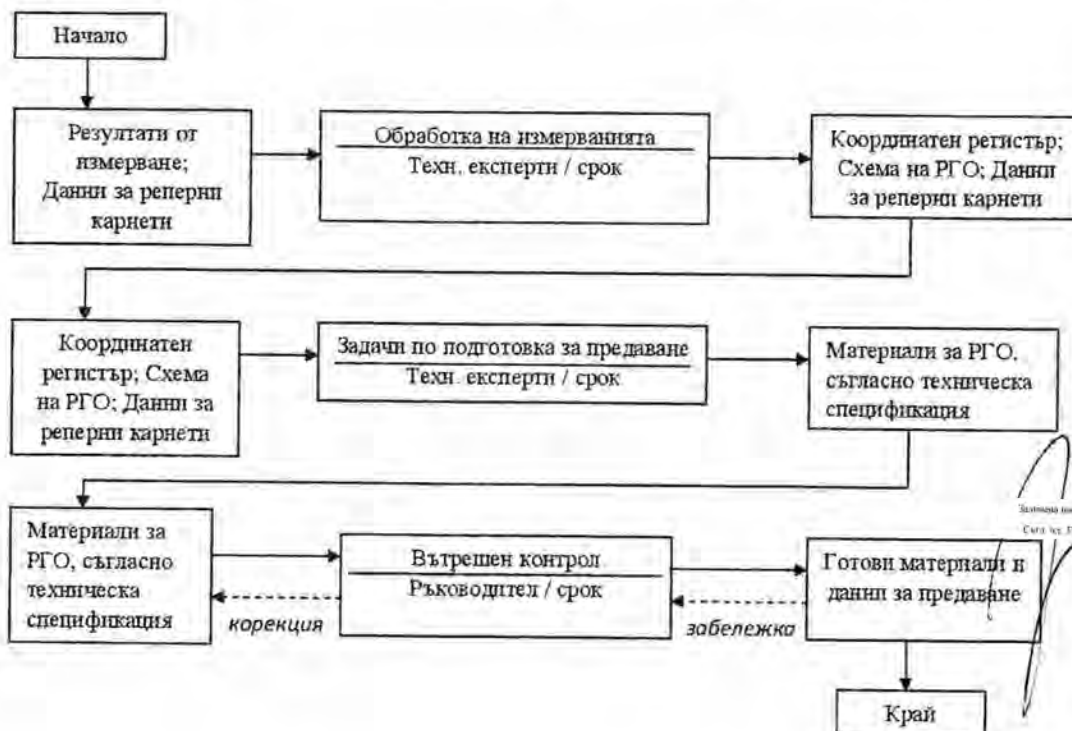 Начало
Резултати от
измерване;
Данни за реперни
карнети
Обработка на измерванията
Техн. експерти / срок
Координатен регистър;
Схема на РГО; Данни
за реперни карнети
Координатен
регистър; Схема
на РГО; Данни за
реперни карнети
Задачи по подготовка за предаване
Техн. експерти / срок
Материали за РГО,
съгласно техническа
спецификация
Материали за
РГО, съгласно
техническа
спецификация
Вътрешен контрол
Ръководител / срок
Готови материали и
данни за предаване
корекция
забележка
Край